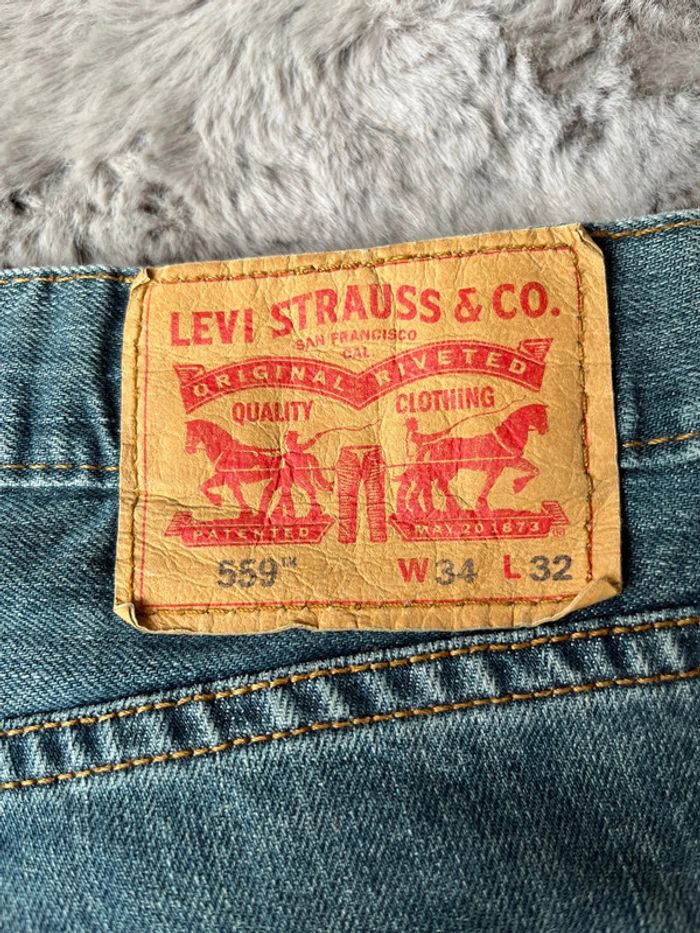 LEVI STRAUSS & CO.
SAN FRANCISCO
CAL
ORIGINAL RIVETED
QUALITY CLOTHING
PATENTED MAY 20 1873 ®
559™ W34 L32